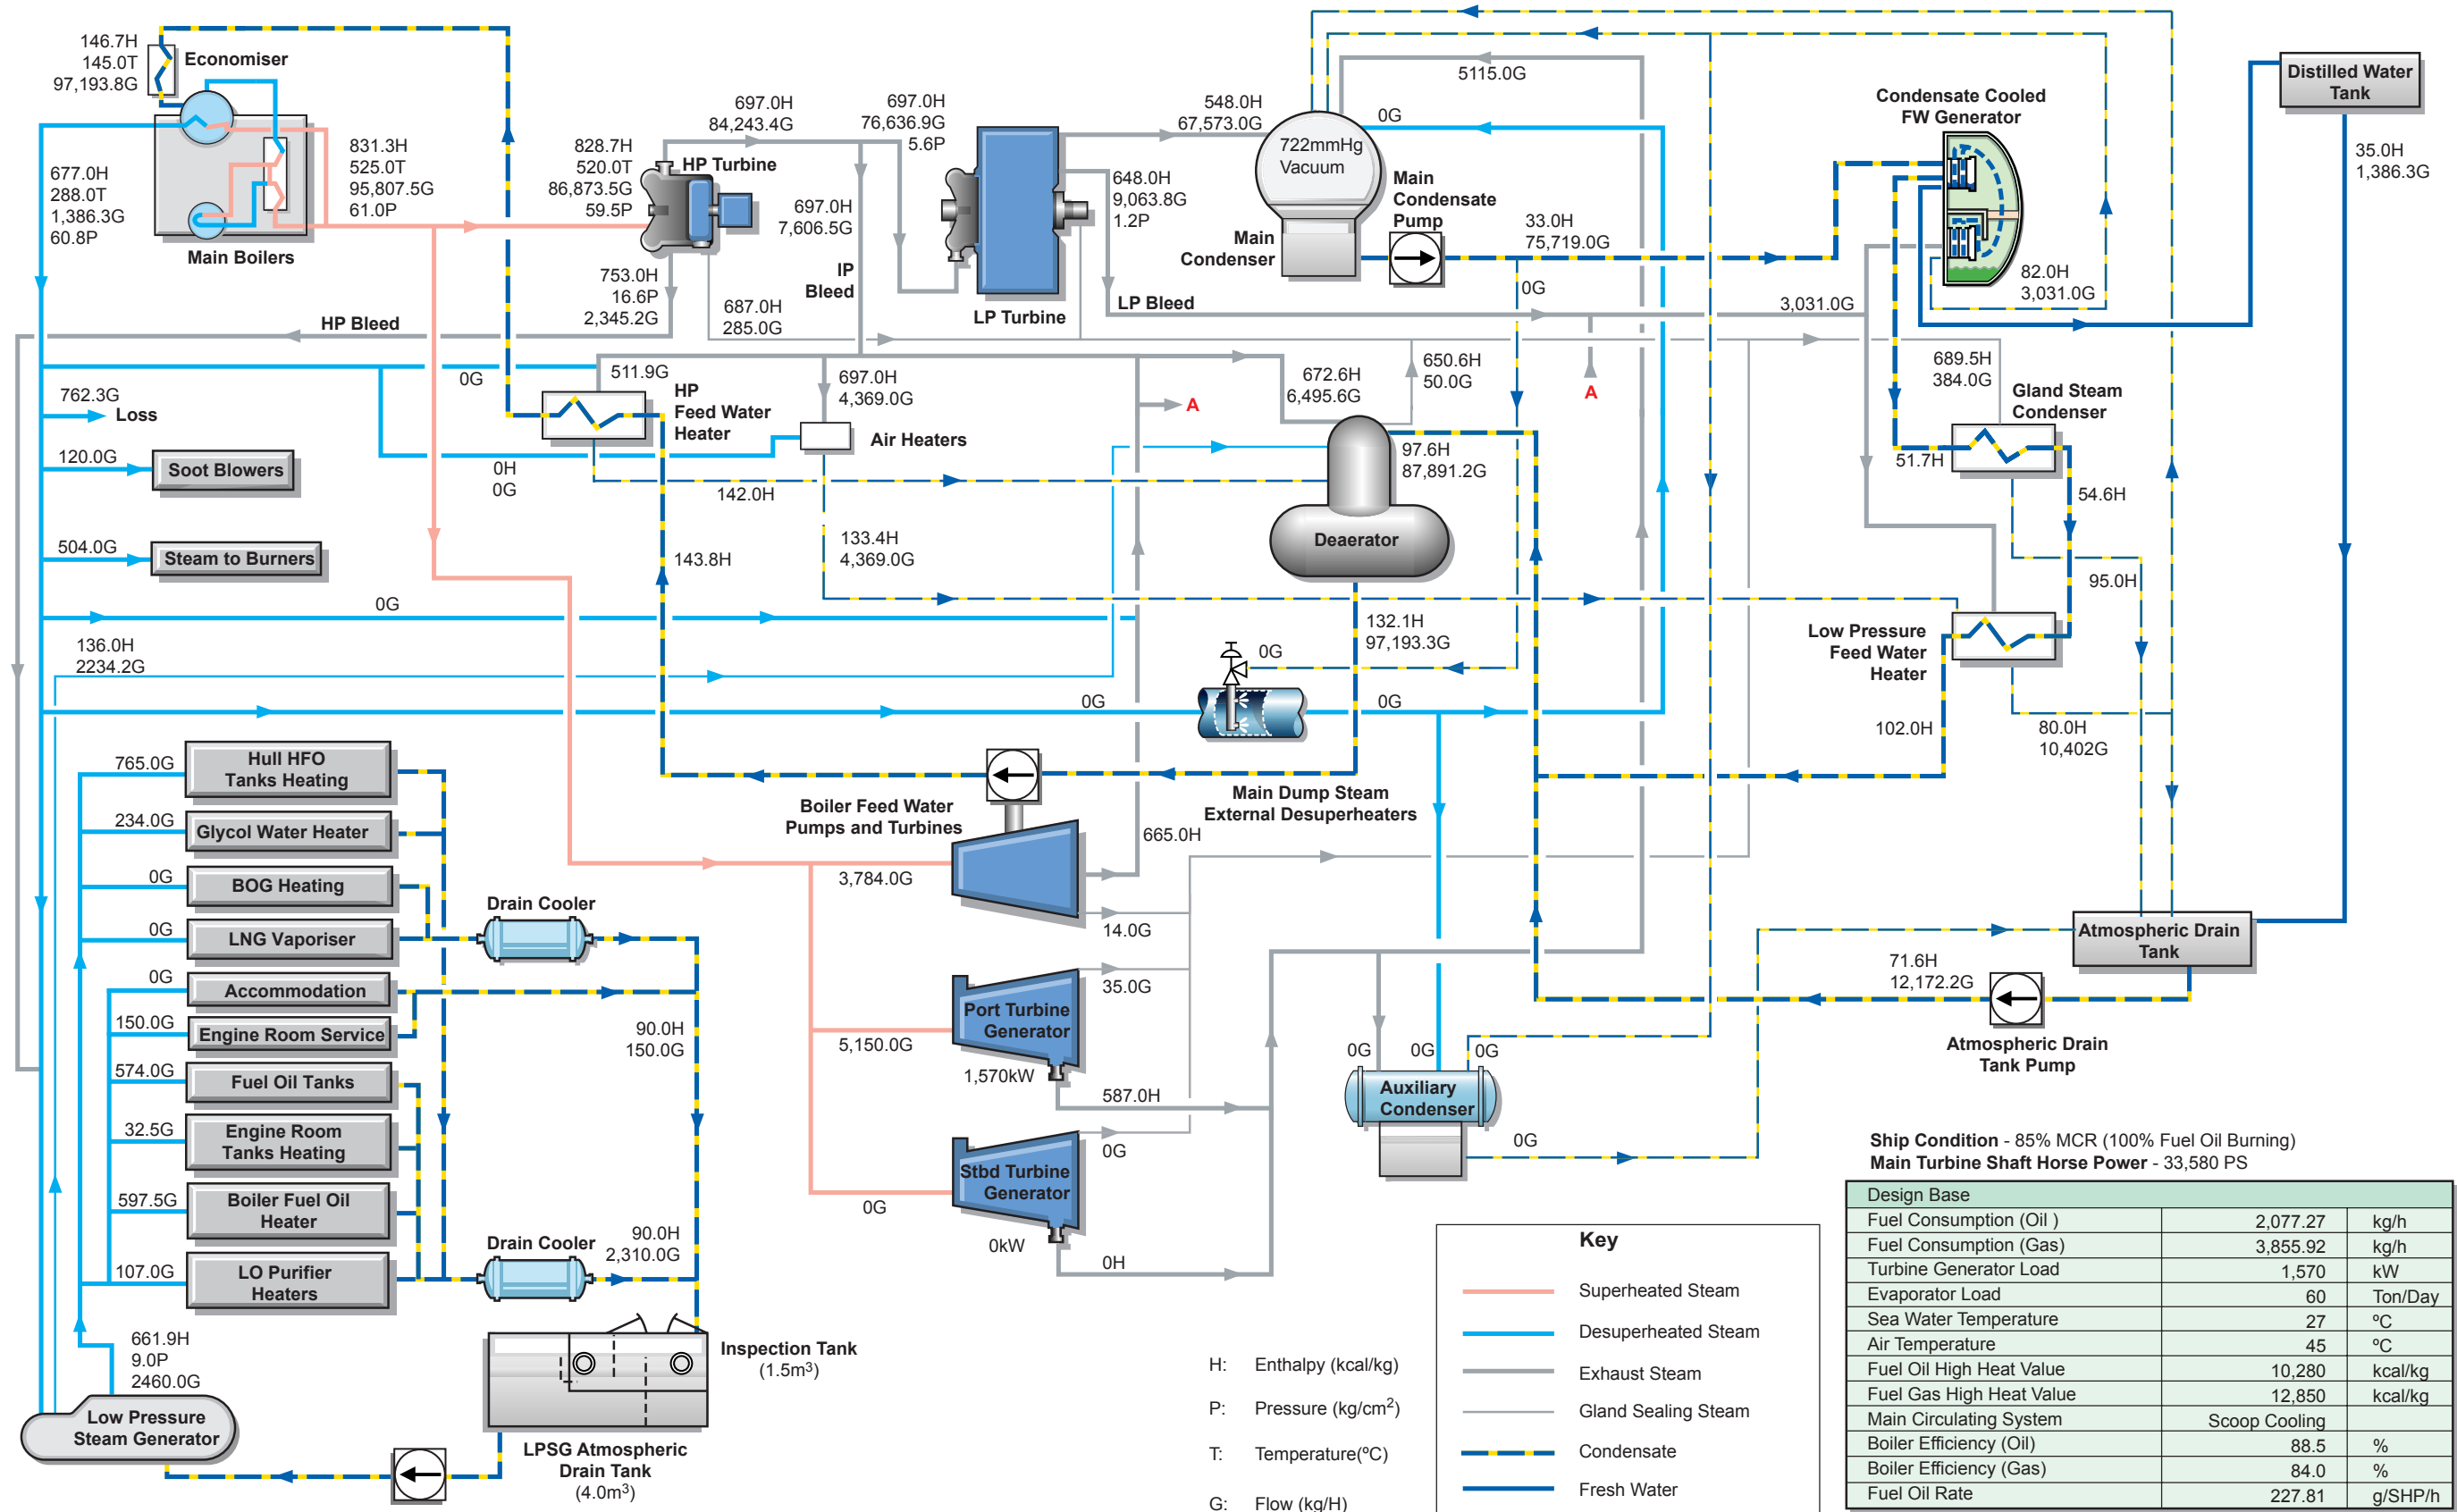 146.7H
145.0T
97,193.8G
Economiser
677.0H
288.0T
1,386.3G
60.8P
Main Boilers
831.3H
525.0T
95,807.5G
61.0P
697.0H
84,243.4G
828.7H
520.0T
86,873.5G
59.5P
HP Turbine
697.0H
7,606.5G
753.0H
16.6P
2,345.2G
687.0H
285.0G
IP
Bleed
HP Bleed
697.0H
76,636.9G
5.6P
LP Turbine
548.0H
67,573.0G
648.0H
9,063.8G
1.2P
LP Bleed
5115.0G
0G
722mmHg
Vacuum
Main
Condenser
Main
Condensate
Pump
33.0H
75,719.0G
0G
Condensate Cooled
FW Generator
82.0H
3,031.0G
3,031.0G
Distilled Water
Tank
35.0H
1,386.3G
762.3G
Loss
120.0G
Soot Blowers
504.0G
Steam to Burners
0G
0G
511.9G
HP
Feed Water
Heater
697.0H
4,369.0G
Air Heaters
0H
0G
142.0H
143.8H
133.4H
4,369.0G
A
672.6H
6,495.6G
650.6H
50.0G
A
97.6H
87,891.2G
Deaerator
132.1H
97,193.3G
689.5H
384.0G
Gland Steam
Condenser
51.7H
54.6H
95.0H
Low Pressure
Feed Water
Heater
102.0H
80.0H
10,402G
136.0H
2234.2G
0G
0G
0G
Main Dump Steam
External Desuperheaters
Boiler Feed Water
Pumps and Turbines
665.0H
3,784.0G
14.0G
35.0G
Port Turbine
Generator
5,150.0G
1,570kW
587.0H
0G
Stbd Turbine
Generator
0G
0kW
0H
0G
0G
0G
Auxiliary
Condenser
0G
71.6H
12,172.2G
Atmospheric Drain
Tank
Atmospheric Drain
Tank Pump
765.0G
Hull HFO
Tanks Heating
234.0G
Glycol Water Heater
0G
BOG Heating
0G
LNG Vaporiser
0G
Accommodation
150.0G
Engine Room Service
574.0G
Fuel Oil Tanks
32.5G
Engine Room
Tanks Heating
597.5G
Boiler Fuel Oil
Heater
107.0G
LO Purifier
Heaters
Drain Cooler
90.0H
150.0G
Drain Cooler
90.0H
2,310.0G
661.9H
9.0P
2460.0G
Low Pressure
Steam Generator
Inspection Tank
(1.5m³)
LPSG Atmospheric
Drain Tank
(4.0m³)
H: Enthalpy (kcal/kg)
P: Pressure (kg/cm²)
T: Temperature(ºC)
G: Flow (kg/H)
Key
Superheated Steam
Desuperheated Steam
Exhaust Steam
Gland Sealing Steam
Condensate
Fresh Water
Ship Condition - 85% MCR (100% Fuel Oil Burning)
Main Turbine Shaft Horse Power - 33,580 PS
Design Base
Fuel Consumption (Oil ) 2,077.27 kg/h
Fuel Consumption (Gas) 3,855.92 kg/h
Turbine Generator Load 1,570 kW
Evaporator Load 60 Ton/Day
Sea Water Temperature 27 ºC
Air Temperature 45 ºC
Fuel Oil High Heat Value 10,280 kcal/kg
Fuel Gas High Heat Value 12,850 kcal/kg
Main Circulating System Scoop Cooling
Boiler Efficiency (Oil) 88.5 %
Boiler Efficiency (Gas) 84.0 %
Fuel Oil Rate 227.81 g/SHP/h